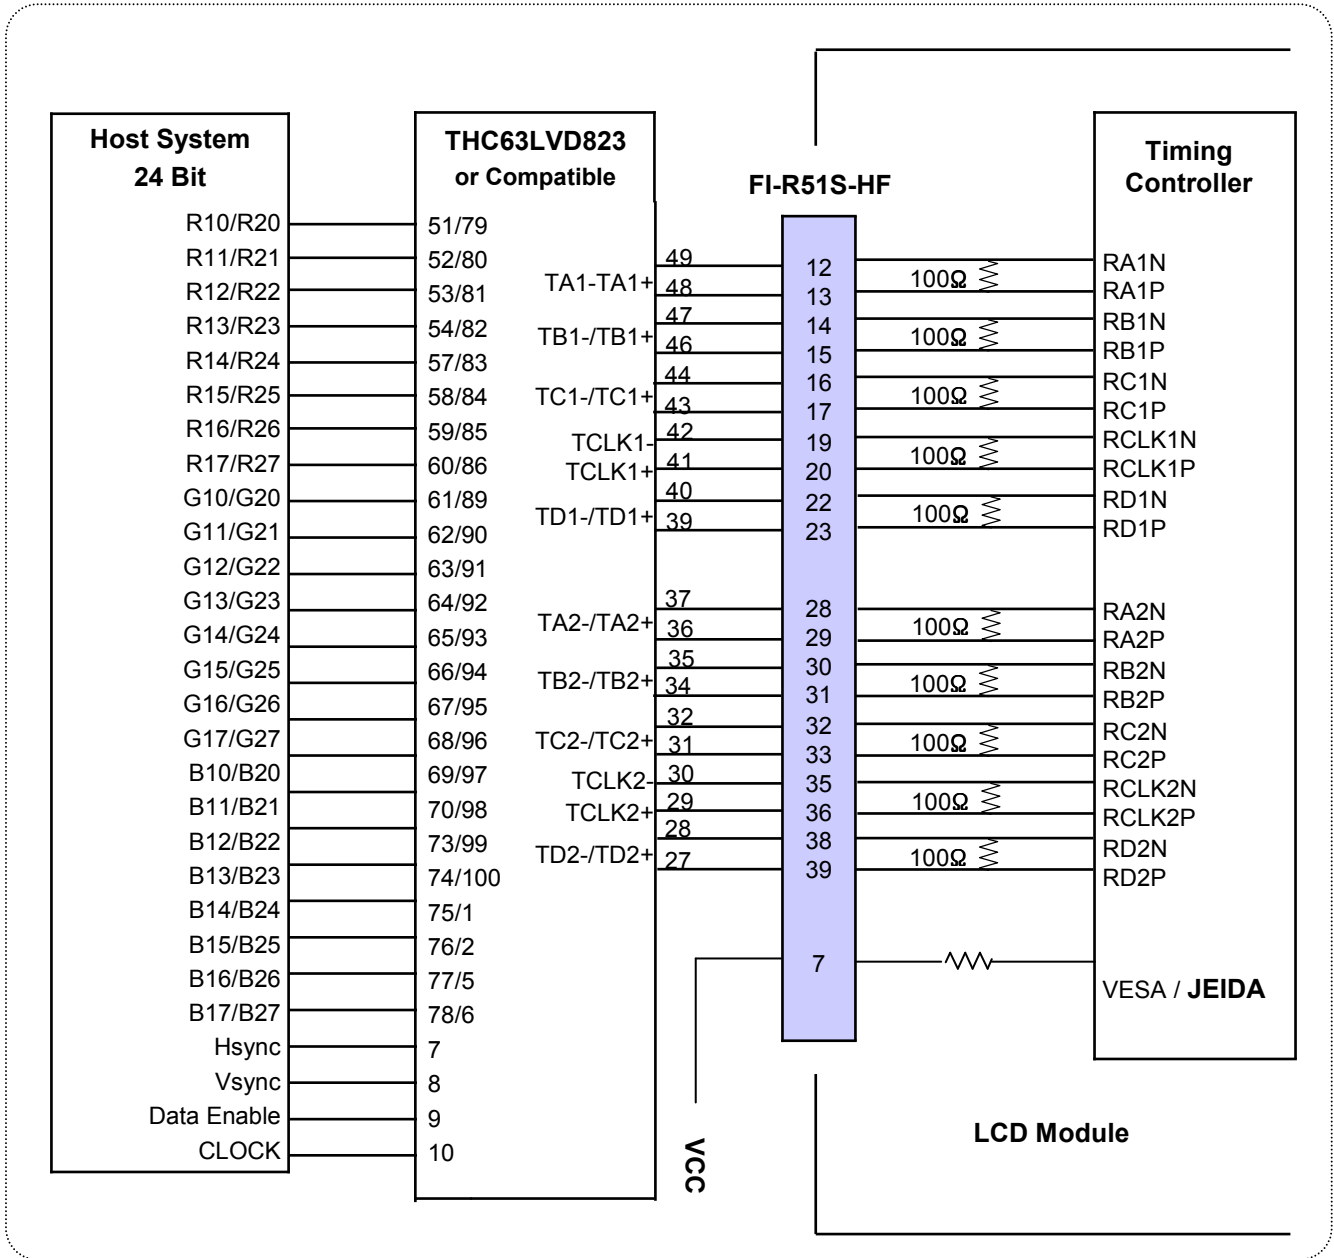 Host System
24 Bit
R10/R20
R11/R21
R12/R22
R13/R23
R14/R24
R15/R25
R16/R26
R17/R27
G10/G20
G11/G21
G12/G22
G13/G23
G14/G24
G15/G25
G16/G26
G17/G27
B10/B20
B11/B21
B12/B22
B13/B23
B14/B24
B15/B25
B16/B26
B17/B27
Hsync
Vsync
Data Enable
CLOCK
THC63LVD823
or Compatible
51/79
52/80
53/81
54/82
57/83
58/84
59/85
60/86
61/89
62/90
63/91
64/92
65/93
66/94
67/95
68/96
69/97
70/98
73/99
74/100
75/1
76/2
77/5
78/6
7
8
9
10
TA1-TA1+
TB1-/TB1+
TC1-/TC1+
TCLK1-
TCLK1+
TD1-/TD1+
TA2-/TA2+
TB2-/TB2+
TC2-/TC2+
TCLK2-
TCLK2+
TD2-/TD2+
49
48
47
46
44
43
42
41
40
39
37
36
35
34
32
31
30
29
28
27
VCC
FI-R51S-HF
12
13
14
15
16
17
19
20
22
23
28
29
30
31
32
33
35
36
38
39
7
100Ω
100Ω
100Ω
100Ω
100Ω
100Ω
100Ω
100Ω
100Ω
100Ω
Timing
Controller
RA1N
RA1P
RB1N
RB1P
RC1N
RC1P
RCLK1N
RCLK1P
RD1N
RD1P
RA2N
RA2P
RB2N
RB2P
RC2N
RC2P
RCLK2N
RCLK2P
RD2N
RD2P
VESA / JEIDA
LCD Module